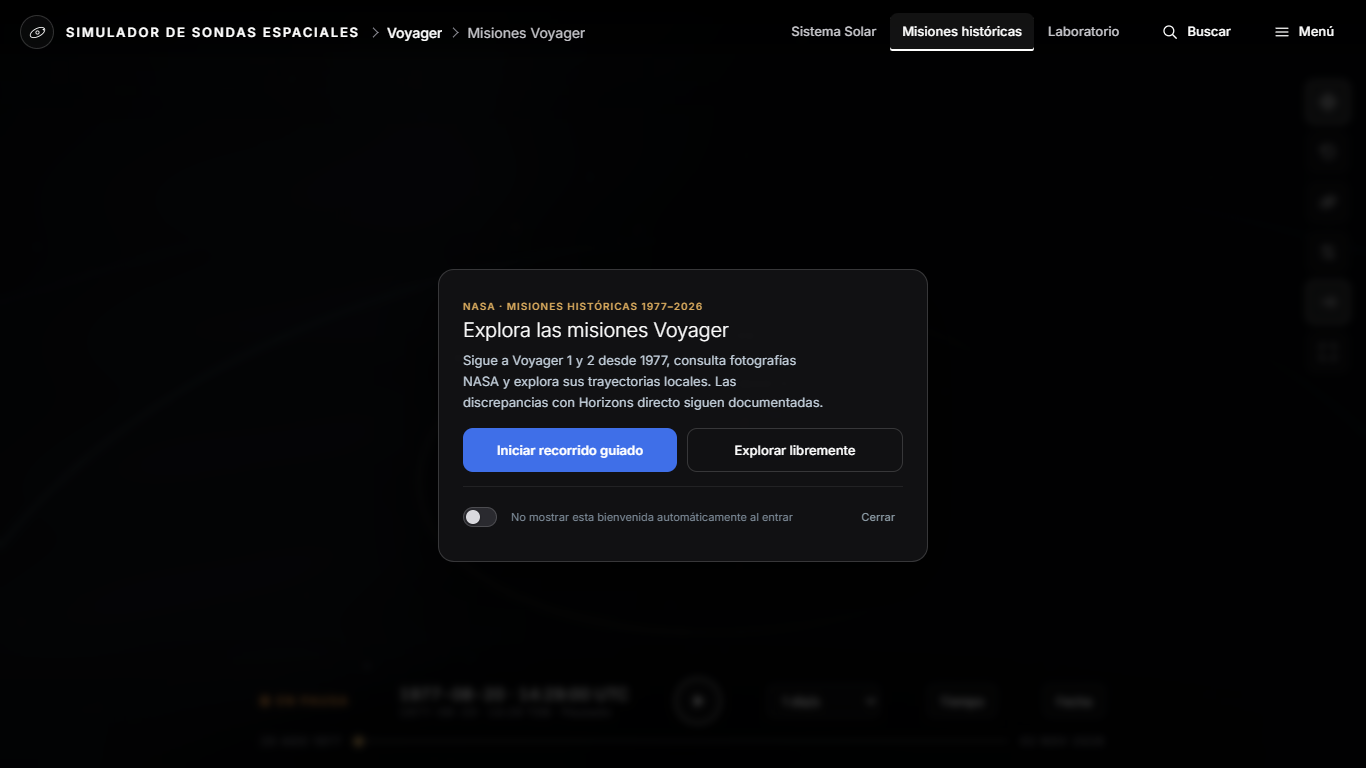 SIMULADOR DE SONDAS ESPACIALES
Voyager
Misiones Voyager
Sistema Solar
Misiones históricas
Laboratorio
Buscar
Menú
NASA · MISIONES HISTÓRICAS 1977–2026
Explora las misiones Voyager
Sigue a Voyager 1 y 2 desde 1977, consulta fotografías
NASA y explora sus trayectorias locales. Las
discrepancias con Horizons directo siguen documentadas.
Iniciar recorrido guiado
Explorar libremente
No mostrar esta bienvenida automáticamente al entrar
Cerrar